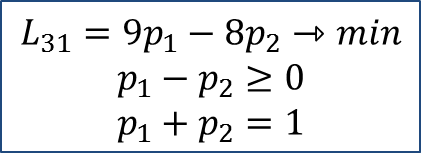 L₃₁ = 9p₁ − 8p₂ → min
p₁ − p₂ ≥ 0
p₁ + p₂ = 1